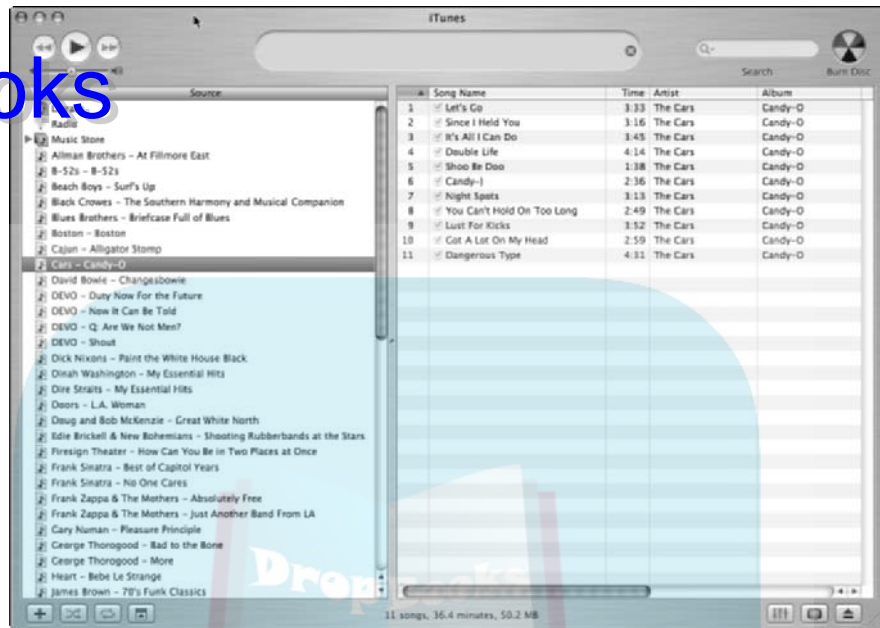 iTunes
oks
Search
Burn Disc
Source
Radio
Music Store
Allman Brothers – At Fillmore East
B-52s – B-52s
Beach Boys – Surf's Up
Black Crowes – The Southern Harmony and Musical Companion
Blues Brothers – Briefcase Full of Blues
Boston – Boston
Cajun – Alligator Stomp
Cars – Candy-O
David Bowie – Changesbowie
DEVO – Duty Now For the Future
DEVO – Now It Can Be Told
DEVO – Q: Are We Not Men?
DEVO – Shout
Dick Nixons – Paint the White House Black
Dinah Washington – My Essential Hits
Dire Straits – My Essential Hits
Doors – L.A. Woman
Doug and Bob McKenzie – Great White North
Edie Brickell & New Bohemians – Shooting Rubberbands at the Stars
Firesign Theater – How Can You Be in Two Places at Once
Frank Sinatra – Best of Capitol Years
Frank Sinatra – No One Cares
Frank Zappa & The Mothers – Absolutely Free
Frank Zappa & The Mothers – Just Another Band From LA
Gary Numan – Pleasure Principle
George Thorogood – Bad to the Bone
George Thorogood – More
Heart – Bebe Le Strange
James Brown – 70's Funk Classics
Song Name Time Artist Album
1 Let's Go 3:33 The Cars Candy-O
2 Since I Held You 3:16 The Cars Candy-O
3 It's All I Can Do 3:45 The Cars Candy-O
4 Double Life 4:14 The Cars Candy-O
5 Shoo Be Doo 1:38 The Cars Candy-O
6 Candy-) 2:36 The Cars Candy-O
7 Night Spots 3:13 The Cars Candy-O
8 You Can't Hold On Too Long 2:49 The Cars Candy-O
9 Lust For Kicks 3:52 The Cars Candy-O
10 Got A Lot On My Head 2:59 The Cars Candy-O
11 Dangerous Type 4:31 The Cars Candy-O
DropBooks
11 songs, 36.4 minutes, 50.2 MB